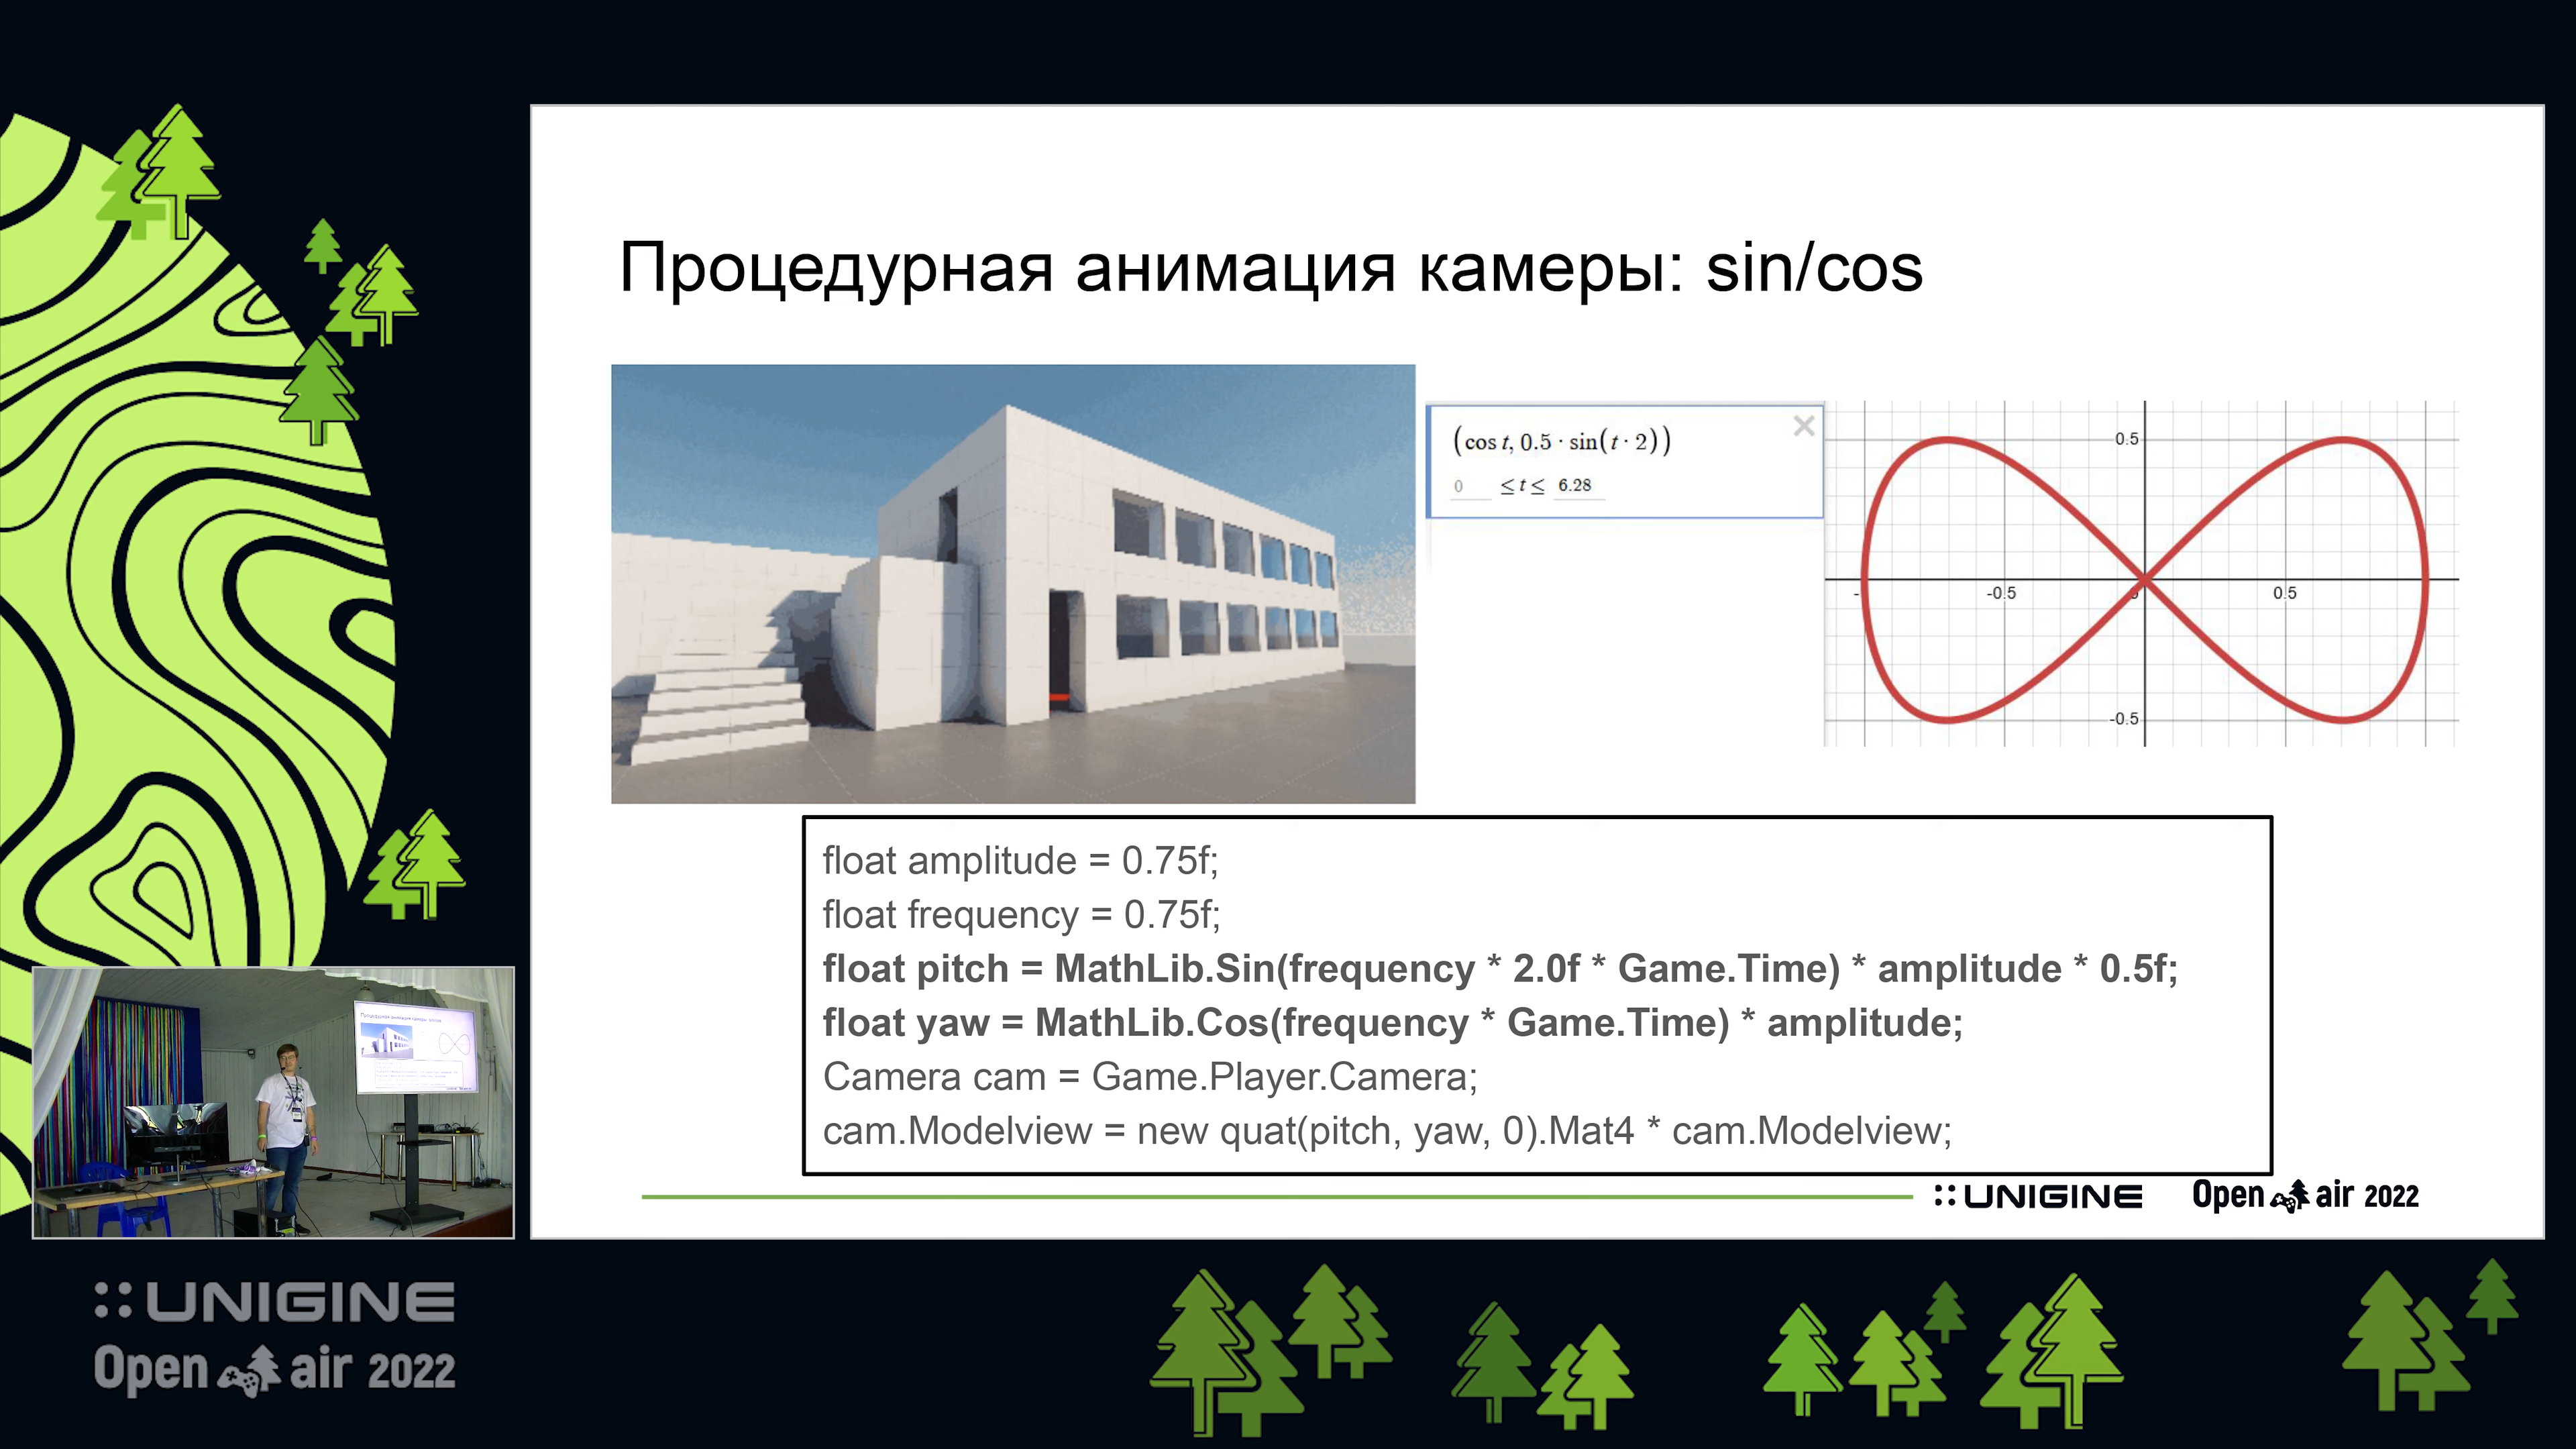 Процедурная анимация камеры: sin/cos
(cos t, 0.5 · sin(t · 2))
0 ≤ t ≤ 6.28
0.5
-0.5
0
0.5
-0.5
float amplitude = 0.75f;
float frequency = 0.75f;
float pitch = MathLib.Sin(frequency * 2.0f * Game.Time) * amplitude * 0.5f;
float yaw = MathLib.Cos(frequency * Game.Time) * amplitude;
Camera cam = Game.Player.Camera;
cam.Modelview = new quat(pitch, yaw, 0).Mat4 * cam.Modelview;
UNIGINE Open air 2022
UNIGINE
Open air 2022